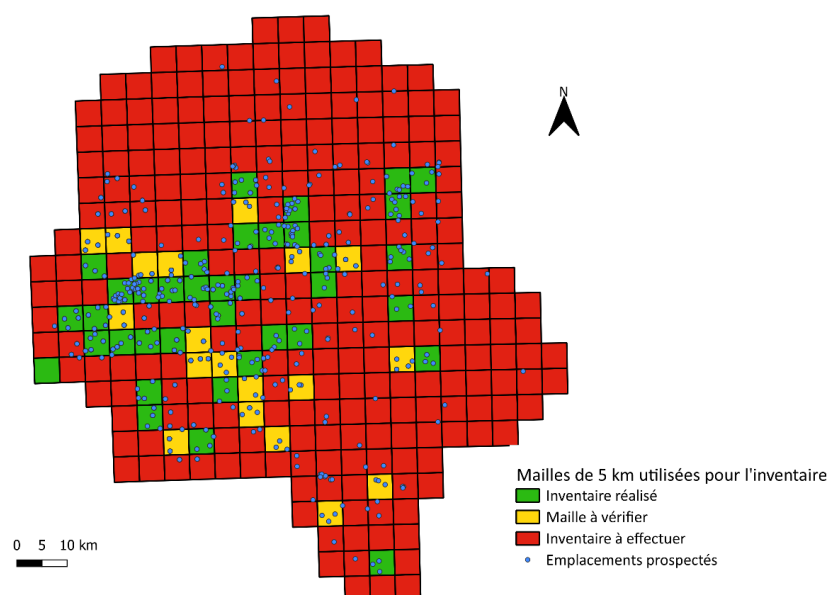 N
Mailles de 5 km utilisées pour l'inventaire
Inventaire réalisé
Maille à vérifier
Inventaire à effectuer
Emplacements prospectés
0 5 10 km